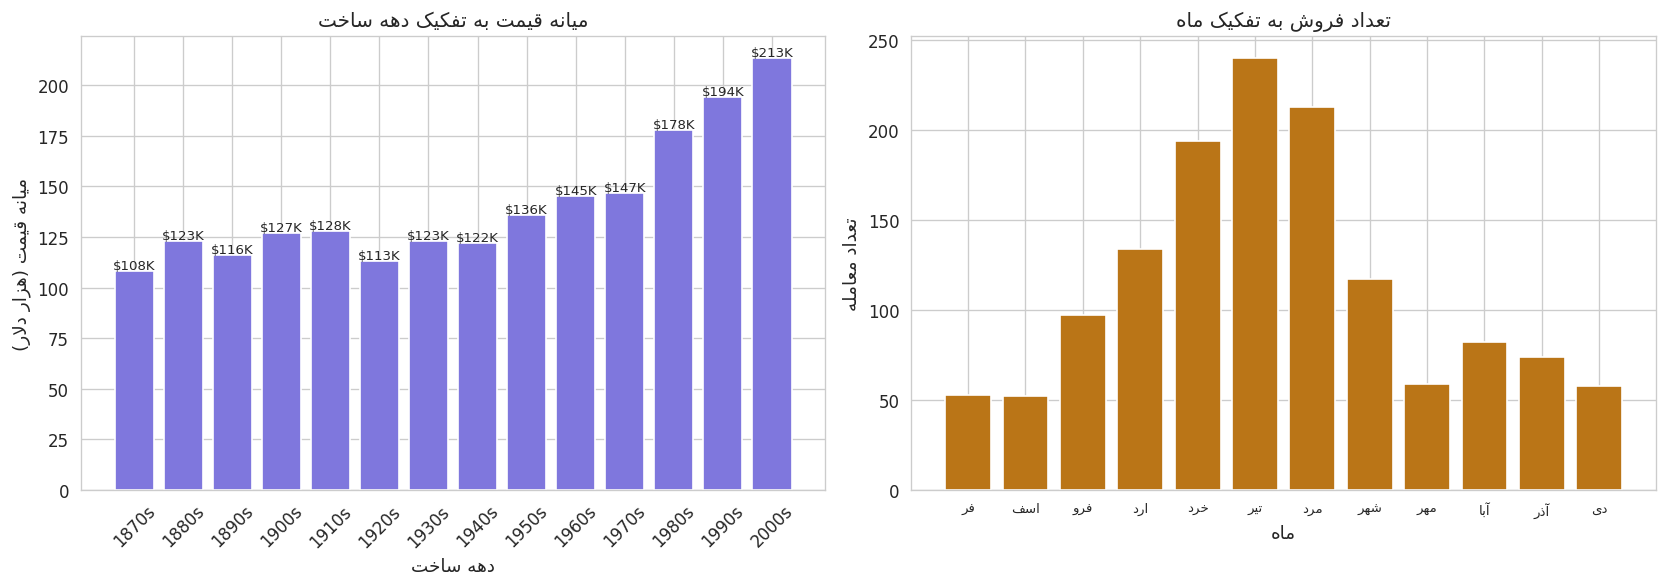 میانه قیمت به تفکیک دهه ساخت
میانه قیمت (هزار دلار)
200
175
150
125
100
75
50
25
0
$108K
$123K
$116K
$127K
$128K
$113K
$123K
$122K
$136K
$145K
$147K
$178K
$194K
$213K
1870s
1880s
1890s
1900s
1910s
1920s
1930s
1940s
1950s
1960s
1970s
1980s
1990s
2000s
دهه ساخت
تعداد فروش به تفکیک ماه
تعداد معامله
250
200
150
100
50
0
فر
اسف
فرو
ارد
خرد
تیر
مرد
شهر
مهر
آبا
آذر
دی
ماه